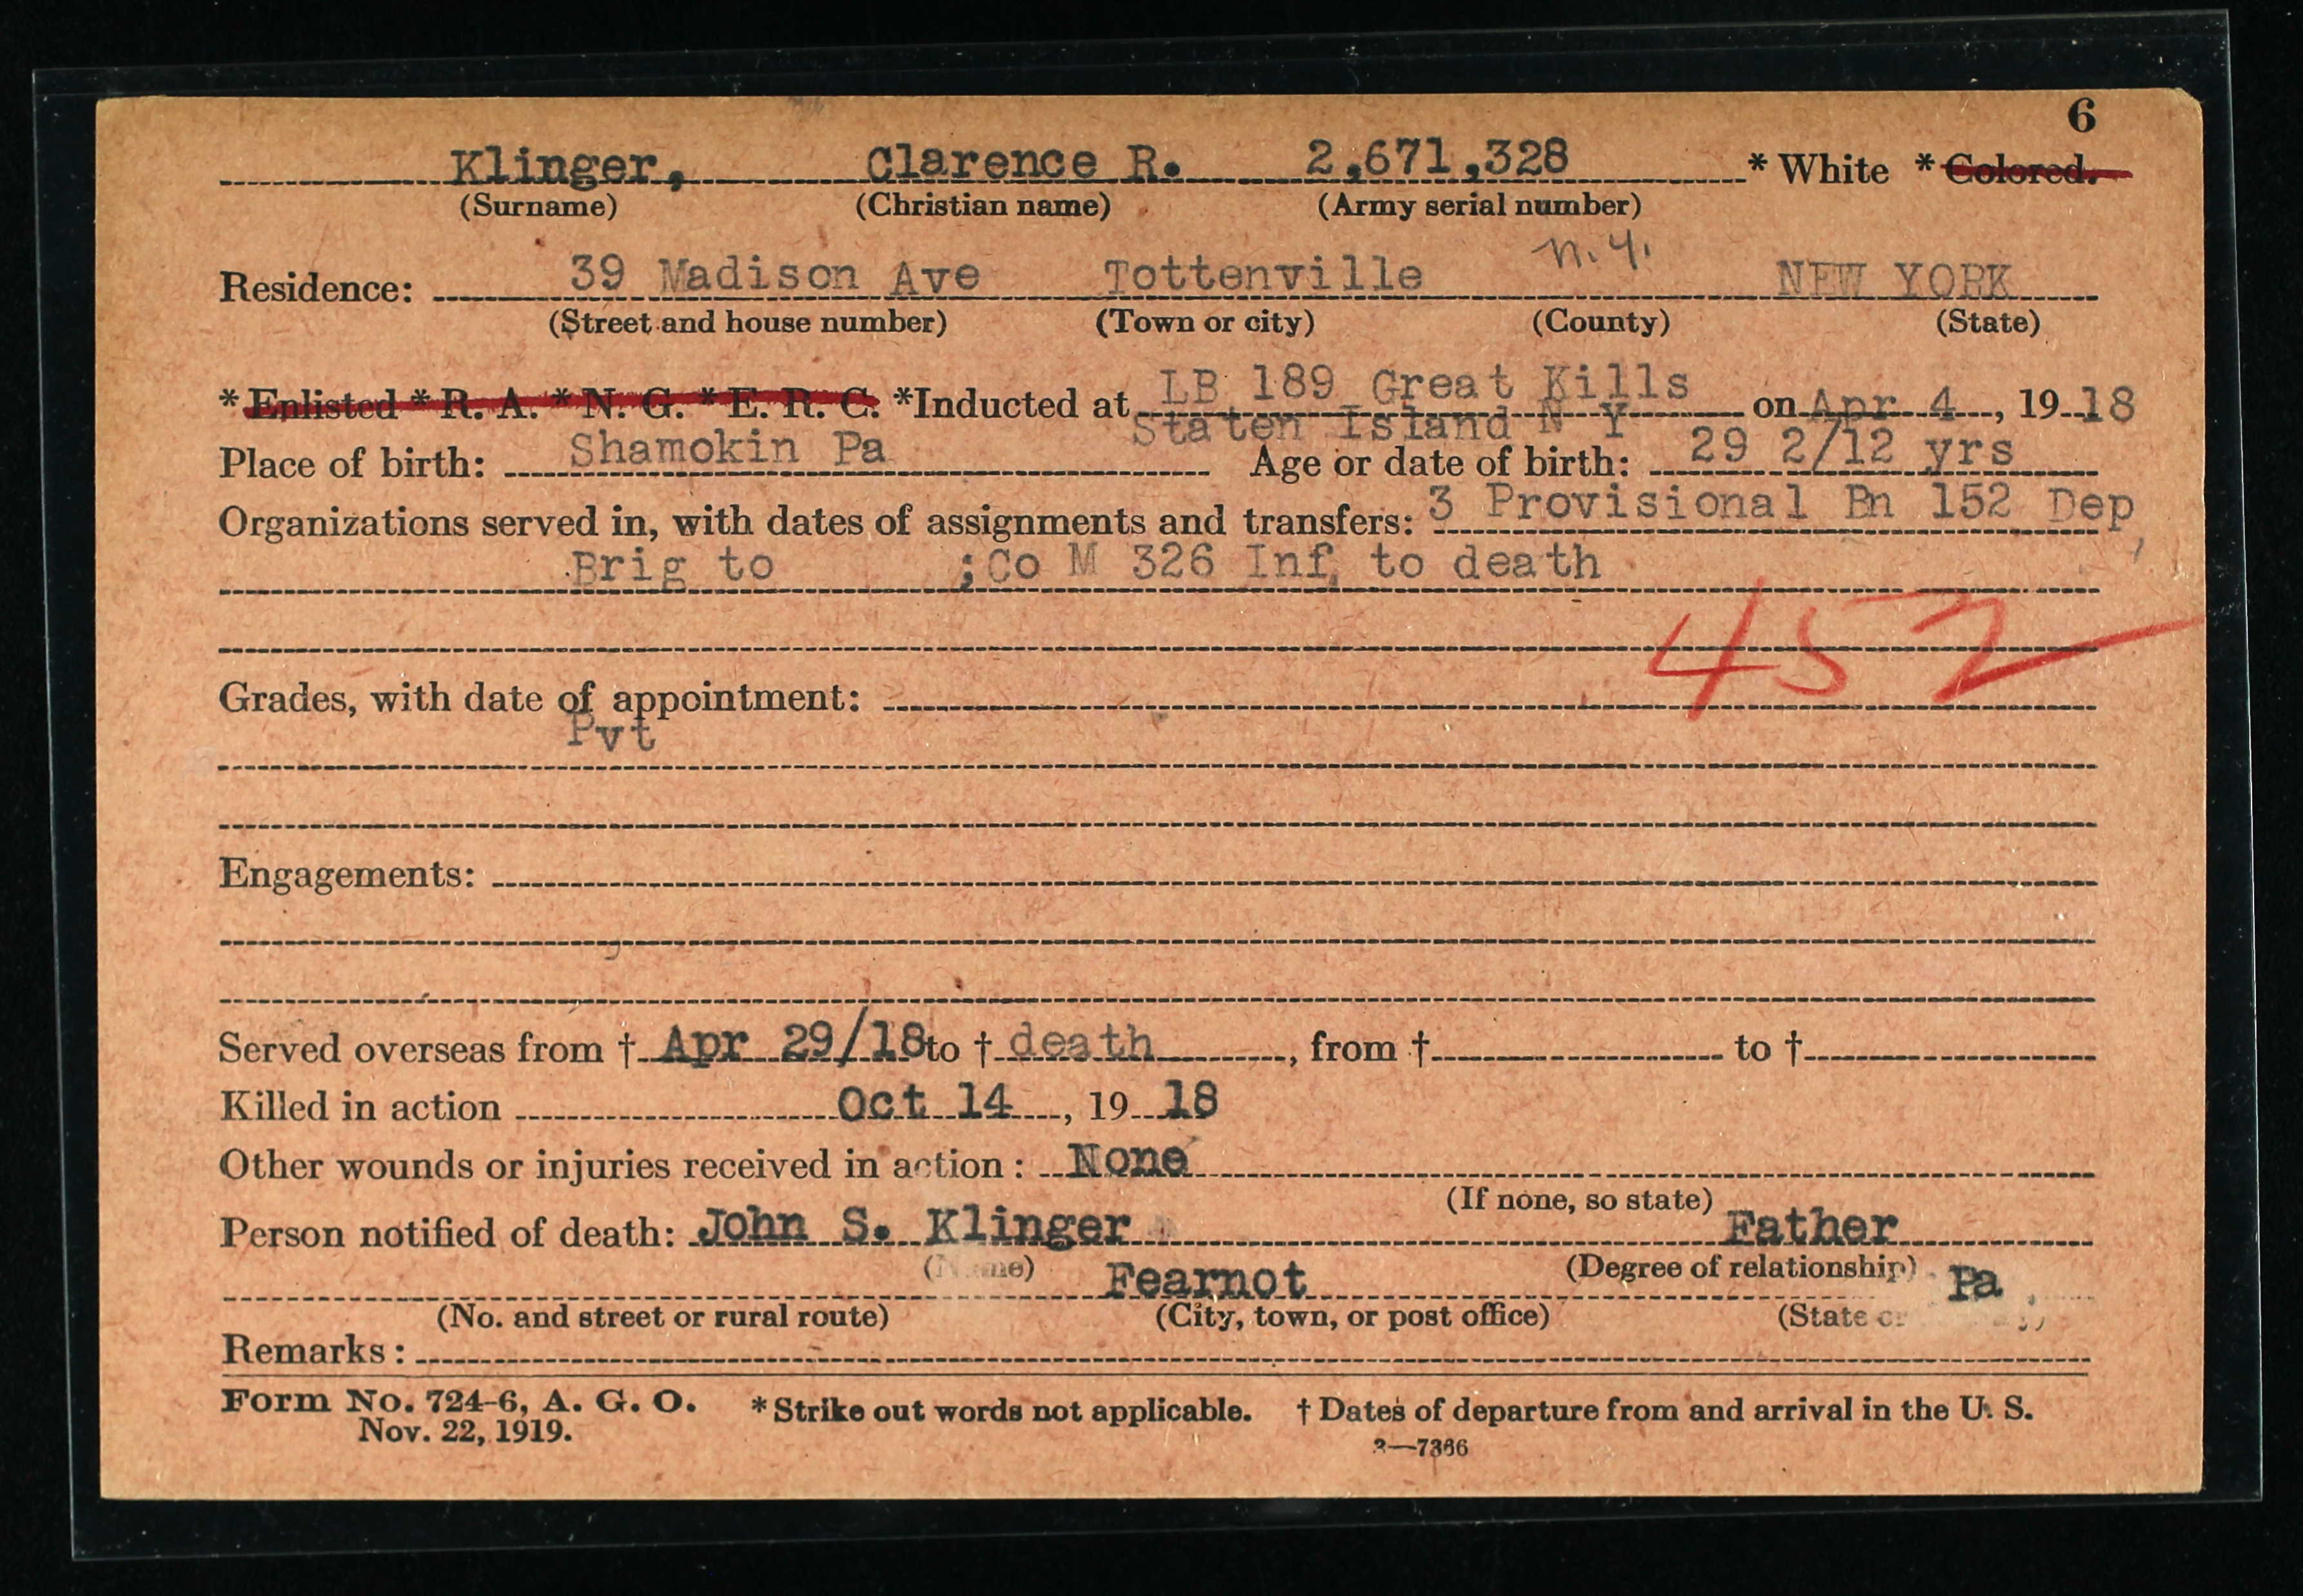 6
Klinger, Clarence R. 2,671,328 * White * Colored.
(Surname) (Christian name) (Army serial number)
n.y.
Residence: 39 Madison Ave Tottenville NEW YORK
(Street and house number) (Town or city) (County) (State)
* Enlisted * R. A. * N. G. * E. R. C. *Inducted at LB 189 Great Kills on Apr 4, 1918
Staten Island N Y
Place of birth: Shamokin Pa Age or date of birth: 29 2/12 yrs
Organizations served in, with dates of assignments and transfers: 3 Provisional Bn 152 Dep
Brig to ;Co M 326 Inf, to death
452
Grades, with date of appointment:
Pvt
Engagements:
Served overseas from † Apr 29/18 to † death, from † to †
Killed in action Oct 14, 1918
Other wounds or injuries received in action: None
(If none, so state)
Person notified of death: John S. Klinger Father
(Name) (Degree of relationship)
Fearnot Pa
(No. and street or rural route) (City, town, or post office) (State
Remarks:
Form No. 724-6, A. G. O. * Strike out words not applicable. † Dates of departure from and arrival in the U. S.
Nov. 22, 1919.
3—7366